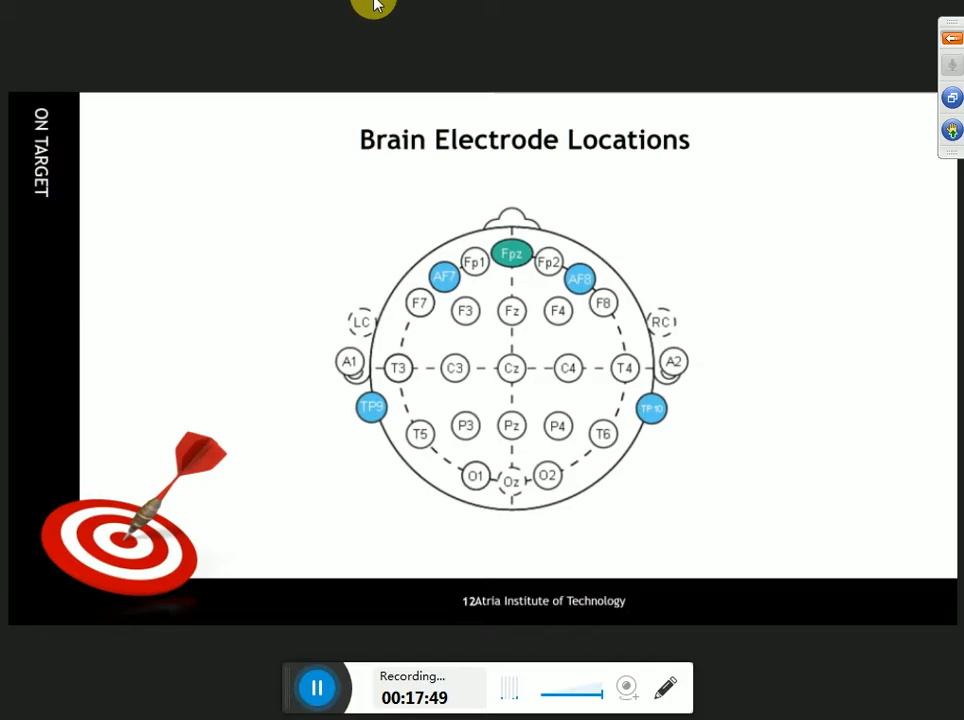 ON TARGET
Brain Electrode Locations
Fpz
Fp1 Fp2
AF7 AF8
F7 F3 Fz F4 F8
LC RC
A1 A2
T3 C3 Cz C4 T4
TP9 TP10
T5 P3 Pz P4 T6
O1 Oz O2
12Atria Institute of Technology
Recording...
00:17:49